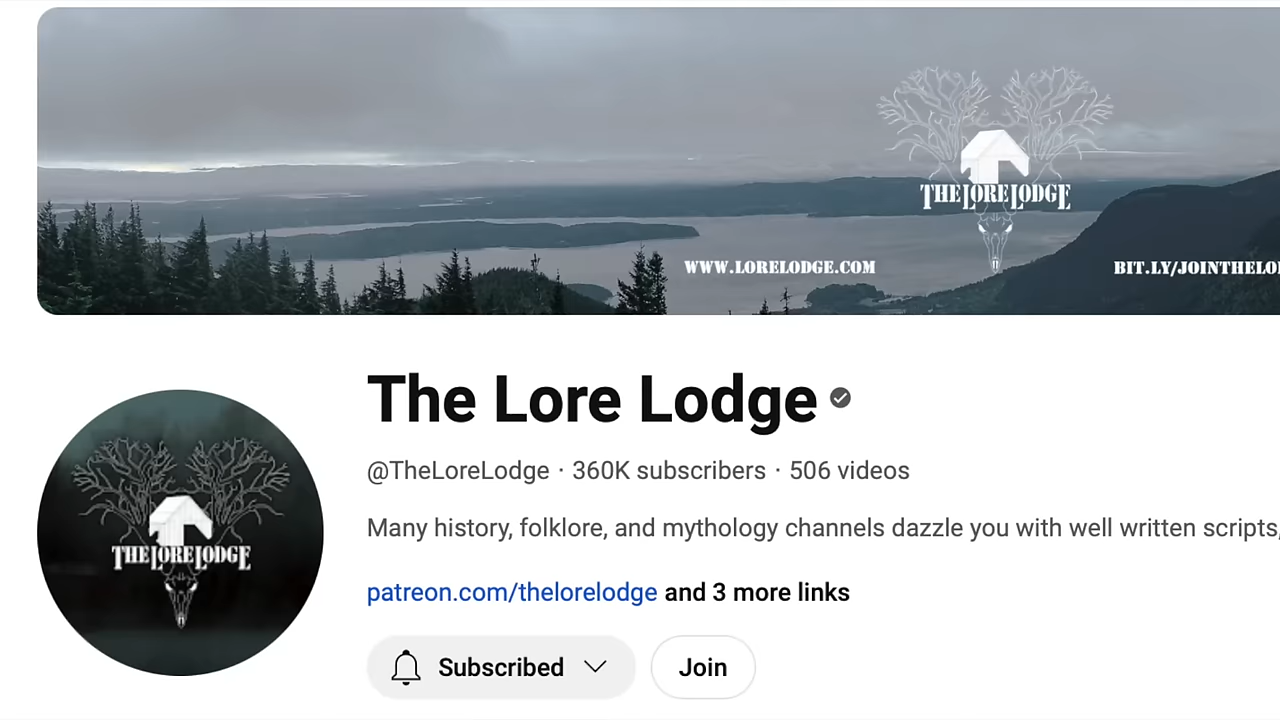 THE LORE LODGE
WWW.LORELODGE.COM
BIT.LY/JOINTHELO
The Lore Lodge
@TheLoreLodge · 360K subscribers · 506 videos
THE LORE LODGE
Many history, folklore, and mythology channels dazzle you with well written scripts,
patreon.com/thelorelodge and 3 more links
Subscribed
Join